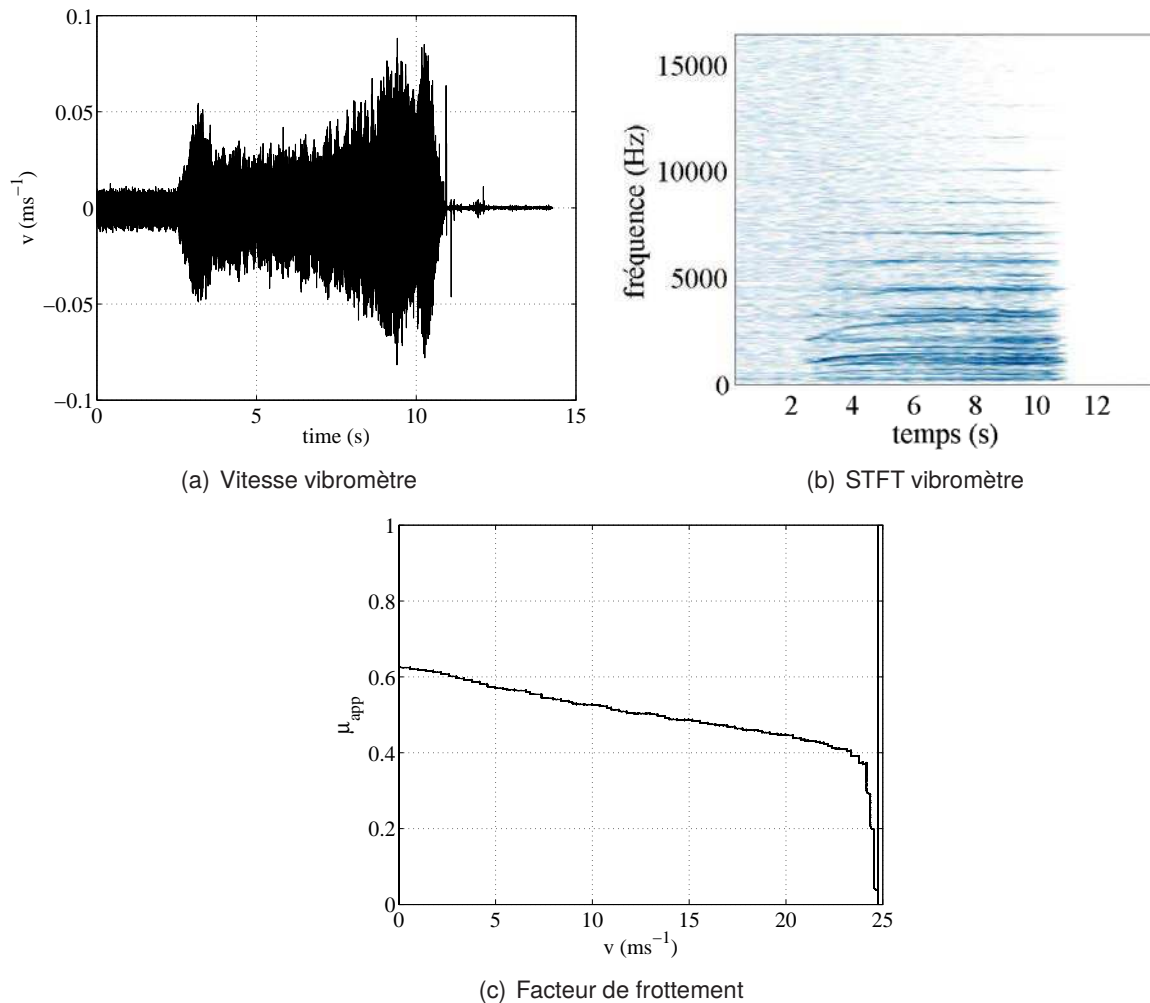 0.1
0.05
0
−0.05
−0.1
v (ms⁻¹)
0 5 10 15
time (s)
(a) Vitesse vibromètre
15000
10000
5000
0
fréquence (Hz)
2 4 6 8 10 12
temps (s)
(b) STFT vibromètre
1
0.8
0.6
0.4
0.2
0
μapp
0 5 10 15 20 25
v (ms⁻¹)
(c) Facteur de frottement